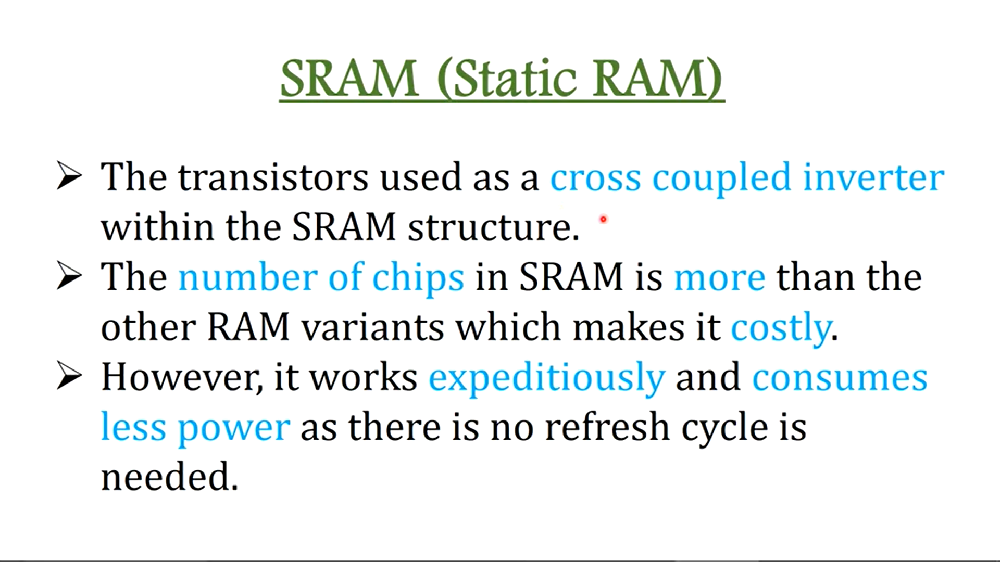 SRAM (Static RAM)
The transistors used as a cross coupled inverter
within the SRAM structure.
The number of chips in SRAM is more than the
other RAM variants which makes it costly.
However, it works expeditiously and consumes
less power as there is no refresh cycle is
needed.